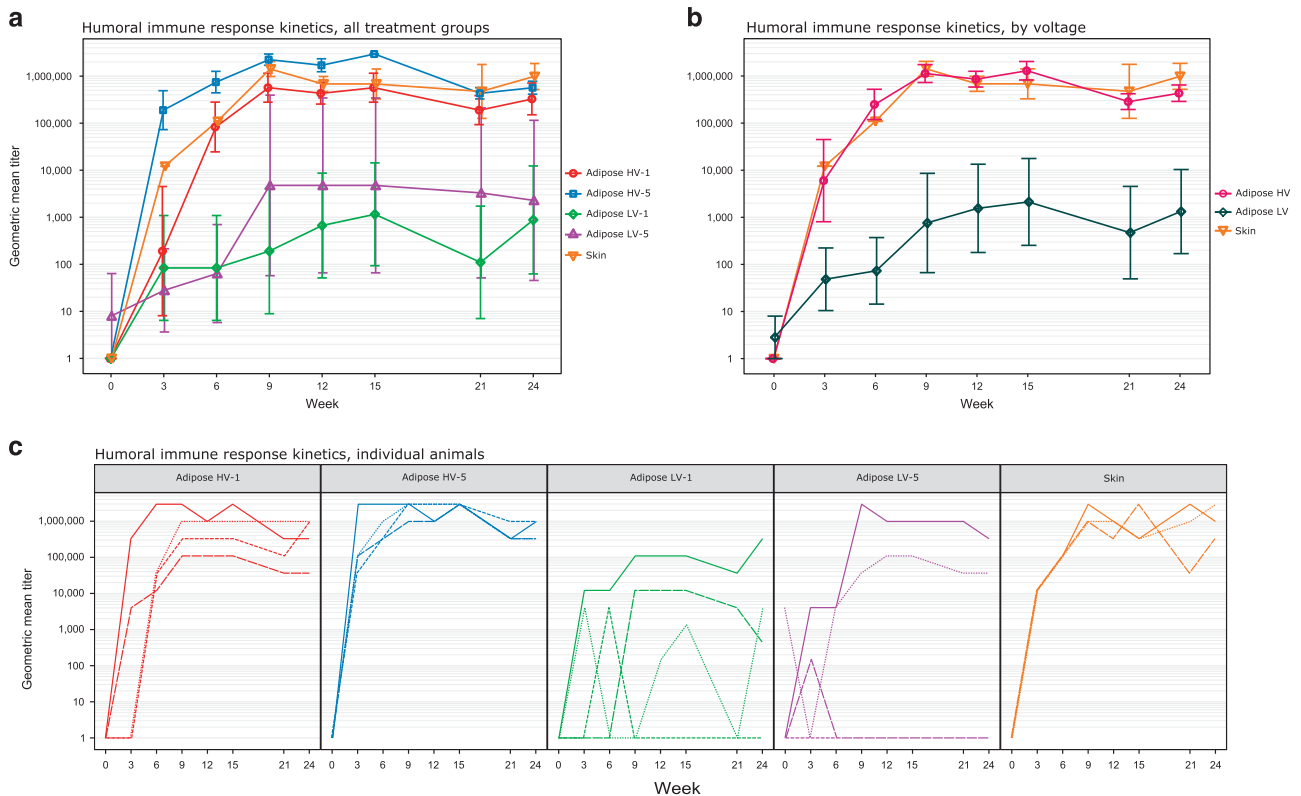 a
Humoral immune response kinetics, all treatment groups
Geometric mean titer
1,000,000
100,000
10,000
1,000
100
10
1
0 3 6 9 12 15 21 24
Week
Adipose HV-1
Adipose HV-5
Adipose LV-1
Adipose LV-5
Skin
b
Humoral immune response kinetics, by voltage
1,000,000
100,000
10,000
1,000
100
10
1
0 3 6 9 12 15 21 24
Week
Adipose HV
Adipose LV
Skin
c
Humoral immune response kinetics, individual animals
Adipose HV-1 Adipose HV-5 Adipose LV-1 Adipose LV-5 Skin
Geometric mean titer
1,000,000
100,000
10,000
1,000
100
10
1
0 3 6 9 12 15 21 24 0 3 6 9 12 15 21 24 0 3 6 9 12 15 21 24 0 3 6 9 12 15 21 24 0 3 6 9 12 15 21 24
Week